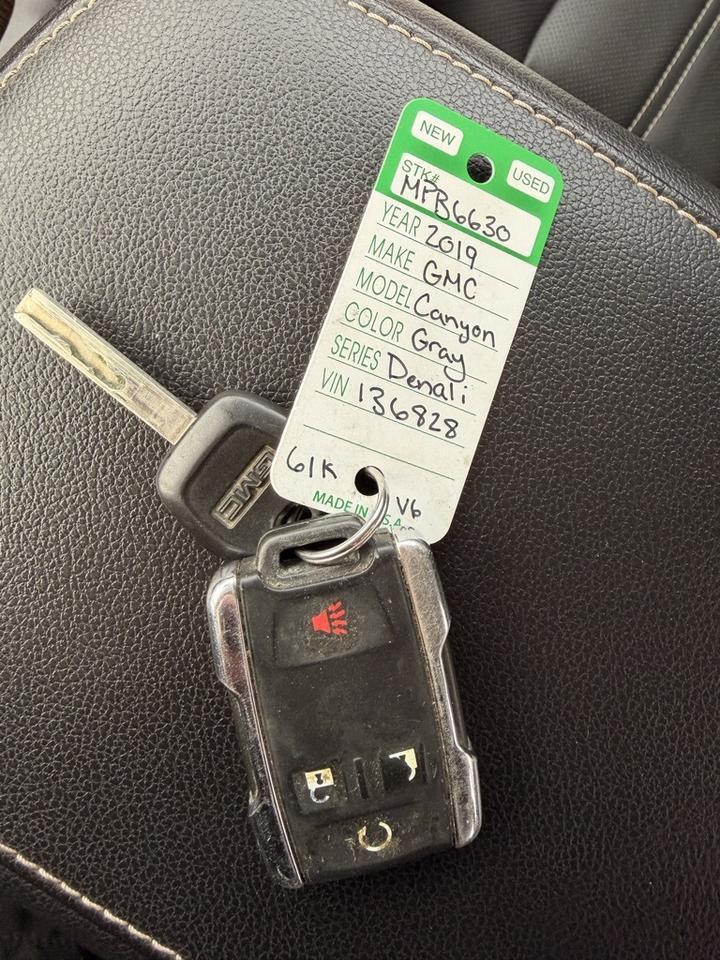 NEW
USED
STK# MPB6630
YEAR 2019
MAKE GMC
MODEL Canyon
COLOR Gray
SERIES Denali
VIN 136828
61K
V6
MADE IN U.S.A.
GMC